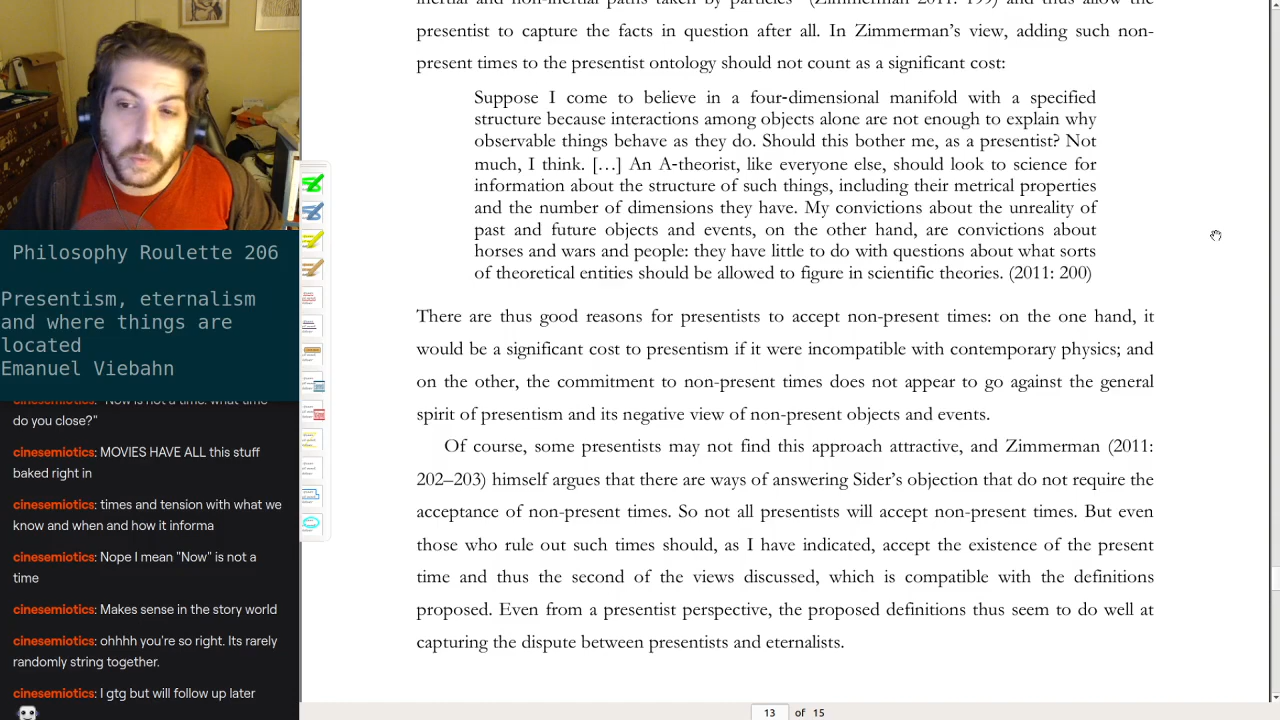 Philosophy Roulette 206
Presentism, eternalism
and where things are
located
Emanuel Viebahn
cinesemiotics: "Now is not a time. what time
do you close?"
cinesemiotics: MOVIES HAVE ALL this stuff
baked right in
cinesemiotics: times and tension with what we
know and when and how it informa
cinesemiotics: Nope I mean "Now" is not a
time
cinesemiotics: Makes sense in the story world
cinesemiotics: ohhhh you're so right. Its rarely
randomly string together.
cinesemiotics: I gtg but will follow up later
inertial and non-inertial paths taken by particles" (Zimmerman 2011: 199) and thus allow the
presentist to capture the facts in question after all. In Zimmerman's view, adding such non-
present times to the presentist ontology should not count as a significant cost:
Suppose I come to believe in a four-dimensional manifold with a specified
structure because interactions among objects alone are not enough to explain why
observable things behave as they do. Should this bother me, as a presentist? Not
much, I think. […] An A-theorist, like everyone else, should look to science for
information about the structure of such things, including their metrical properties
and the number of dimensions they have. My convictions about the unreality of
past and future objects and events, on the other hand, are convictions about
horses and wars and people: they have little to do with questions about what sorts
of theoretical entities should be allowed to figure in scientific theories. (2011: 200)
There are thus good reasons for presentists to accept non-present times: on the one hand, it
would be a significant cost to presentism if it were incompatible with contemporary physics; and
on the other, the commitment to non-present times does not appear to go against the general
spirit of presentism and its negative view of non-present objects and events.
Of course, some presentists may not find this approach attractive, and Zimmerman (2011:
202–203) himself argues that there are ways of answering Sider's objection that do not require the
acceptance of non-present times. So not all presentists will accept non-present times. But even
those who rule out such times should, as I have indicated, accept the existence of the present
time and thus the second of the views discussed, which is compatible with the definitions
proposed. Even from a presentist perspective, the proposed definitions thus seem to do well at
capturing the dispute between presentists and eternalists.
13 of 15